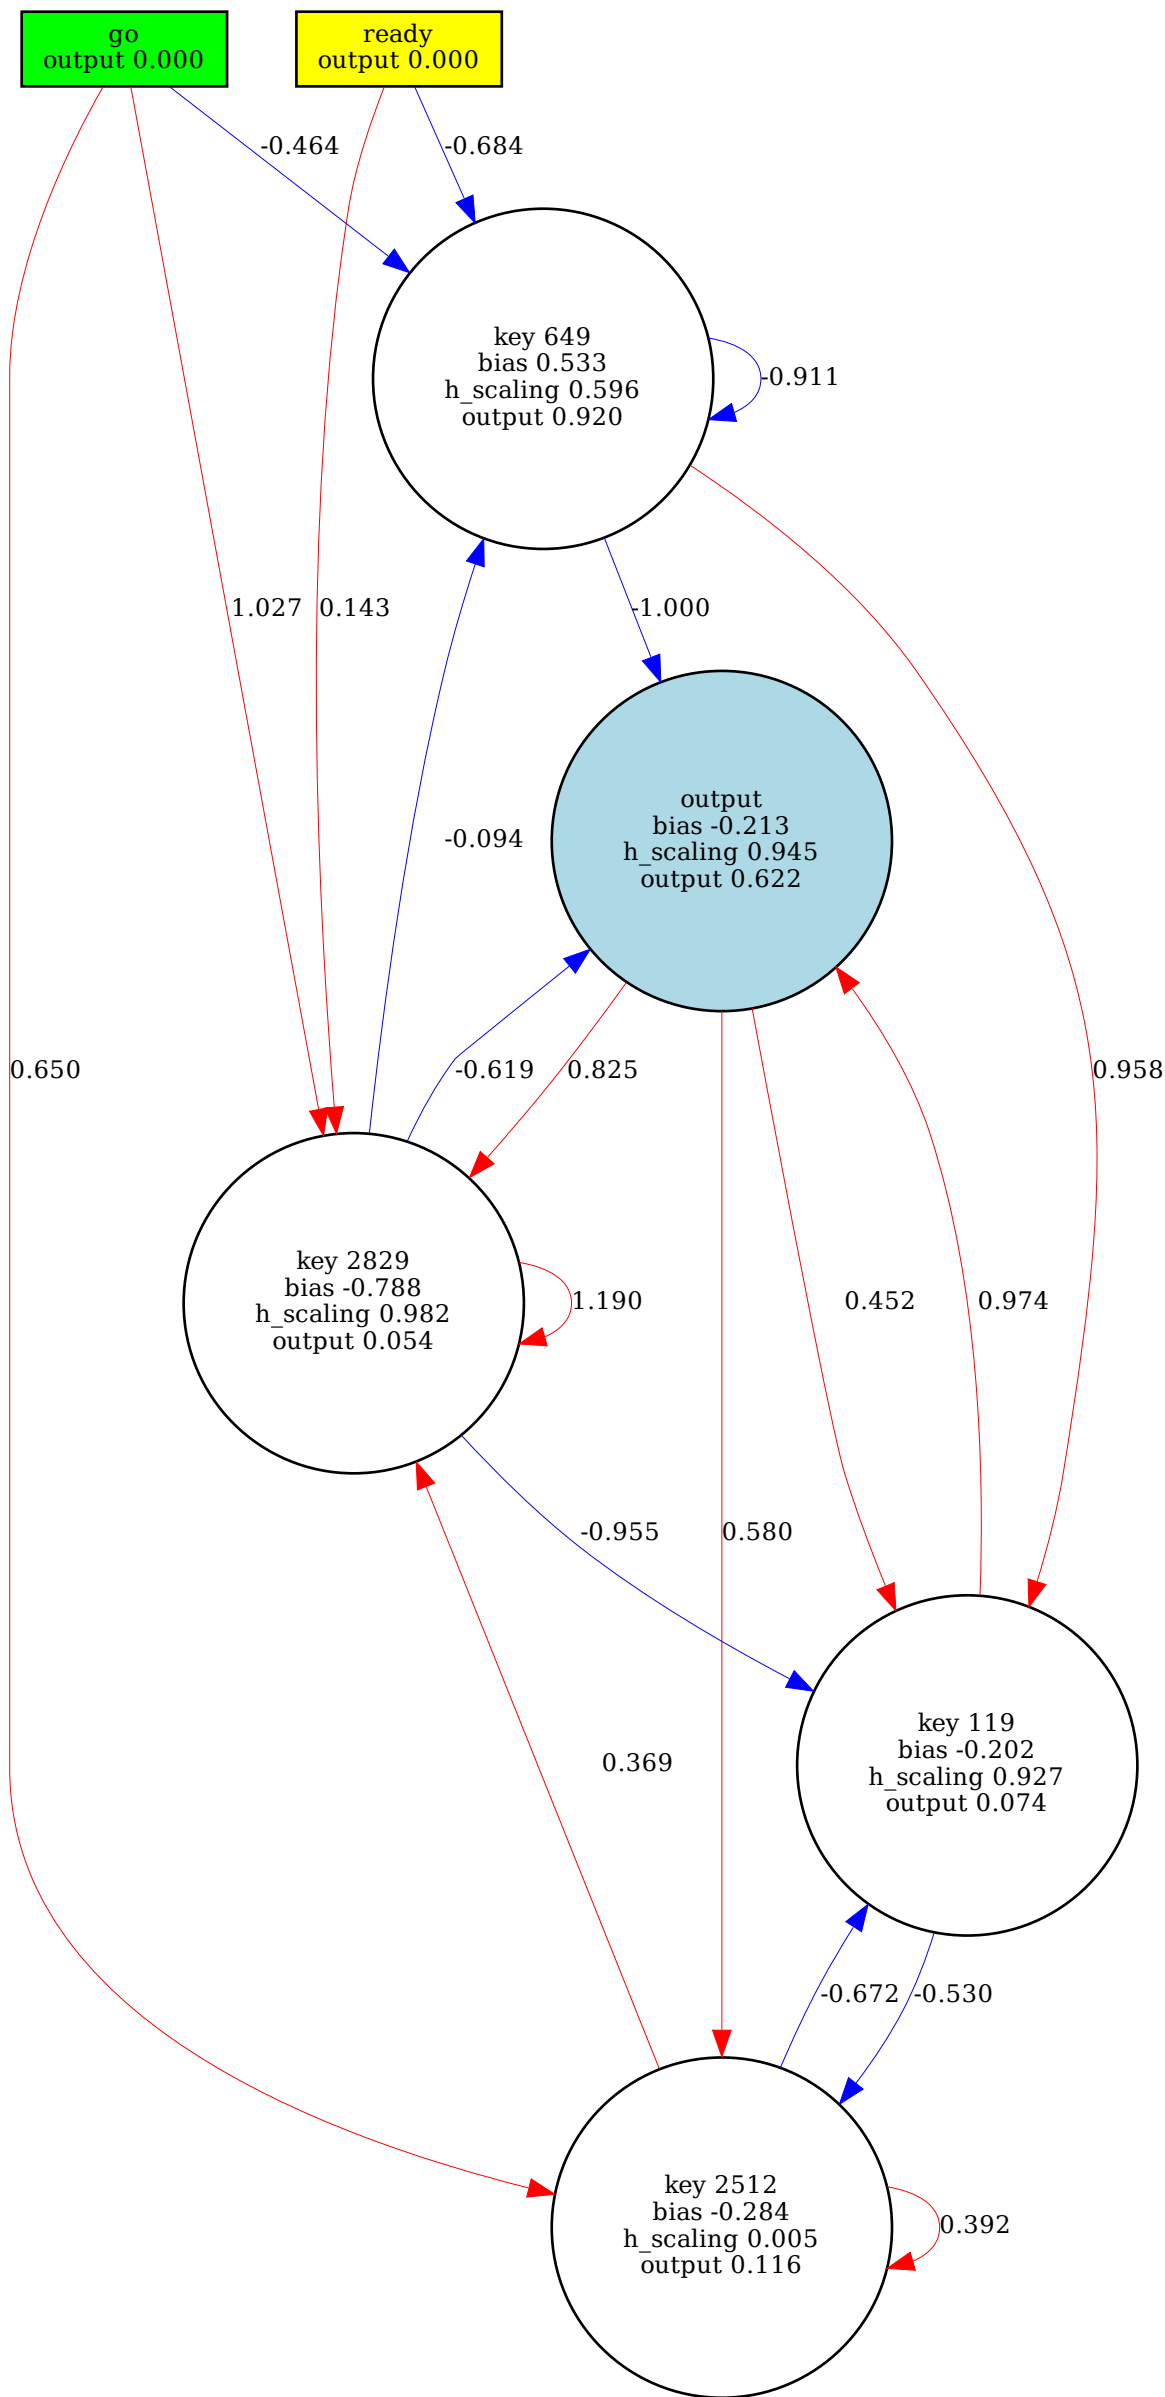 go
output 0.000
ready
output 0.000
-0.464
-0.684
key 649
bias 0.533
h_scaling 0.596
output 0.920
-0.911
1.027
0.143
-1.000
-0.094
output
bias -0.213
h_scaling 0.945
output 0.622
0.650
-0.619
0.825
0.958
key 2829
bias -0.788
h_scaling 0.982
output 0.054
1.190
0.452
0.974
-0.955
0.580
0.369
key 119
bias -0.202
h_scaling 0.927
output 0.074
-0.672
-0.530
key 2512
bias -0.284
h_scaling 0.005
output 0.116
0.392